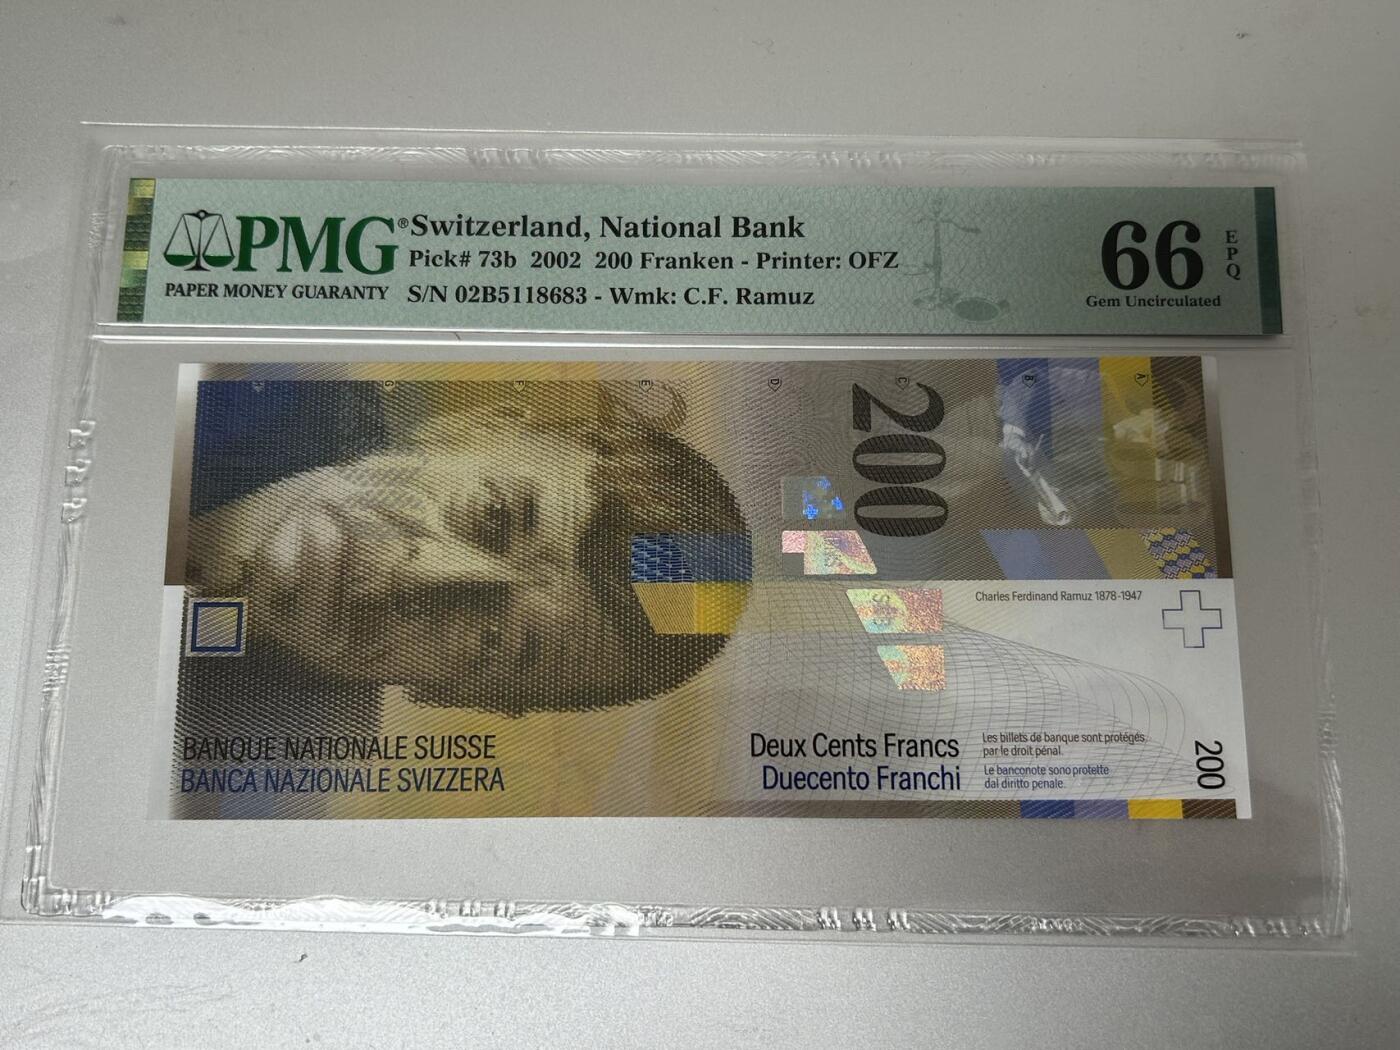 PMG®
PAPER MONEY GUARANTY
Switzerland, National Bank
Pick# 73b 2002 200 Franken - Printer: OFZ
S/N 02B5118683 - Wmk: C.F. Ramuz
66
EPQ
Gem Uncirculated
G
F
E
D
C
B
A
200
Charles Ferdinand Ramuz 1878-1947
BANQUE NATIONALE SUISSE
BANCA NAZIONALE SVIZZERA
Deux Cents Francs
Duecento Franchi
Les billets de banque sont protégés
par le droit pénal.
Le banconote sono protette
dal diritto penale.
200